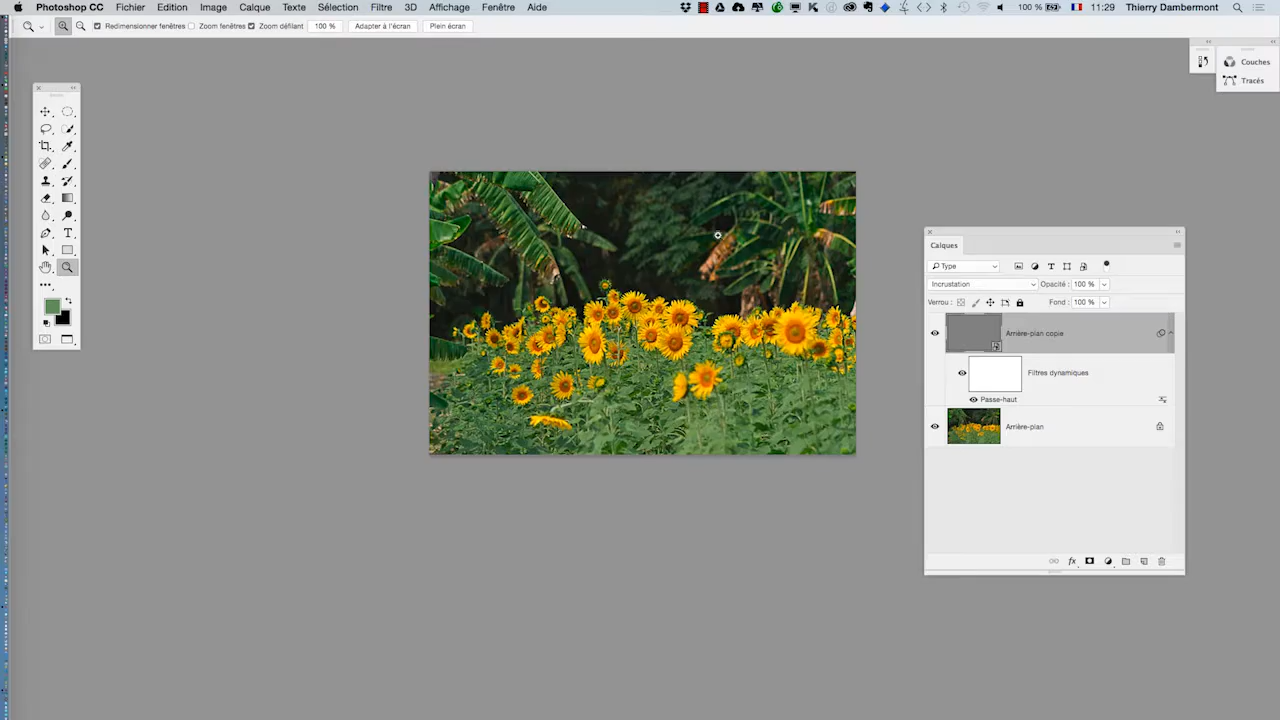 Photoshop CC Fichier Edition Image Calque Texte Sélection Filtre 3D Affichage Fenêtre Aide 100 % 11:29 Thierry Dambermont
Redimensionner fenêtres Zoom fenêtres Zoom défilant 100 % Adapter à l'écran Plein écran
Couches
Tracés
Calques
Type
Incrustation Opacité : 100 %
Verrou : Fond : 100 %
Arrière-plan copie
Filtres dynamiques
Passe-haut
Arrière-plan
fx